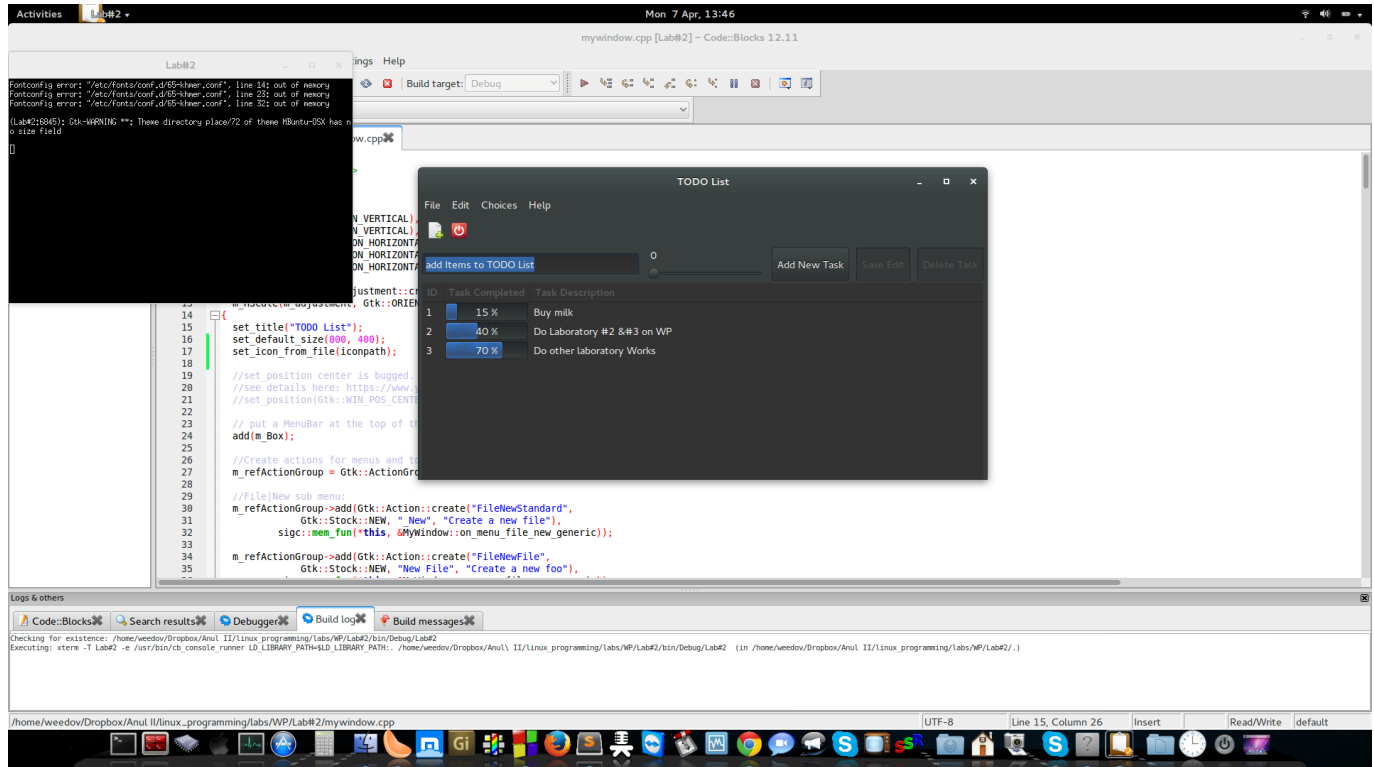 Activities Lab#2 Mon 7 Apr, 13:46
mywindow.cpp [Lab#2] - Code::Blocks 12.11
Lab#2
ings Help
Build target: Debug
Fontconfig error: "/etc/fonts/conf.d/65-khmer.conf", line 14: out of memory
Fontconfig error: "/etc/fonts/conf.d/65-khmer.conf", line 23: out of memory
Fontconfig error: "/etc/fonts/conf.d/65-khmer.conf", line 32: out of memory
(Lab#2:6845): Gtk-WARNING **: Theme directory place/72 of theme MBuntu-OSX has n
o size field
ow.cpp
>
N_VERTICAL),
N_VERTICAL),
ON_HORIZONTA
ON_HORIZONTA
ON_HORIZONTA
justment::cr
13 m_HScale(m_adjustment, Gtk::ORIEN
14 {
15 set_title("TODO List");
16 set_default_size(800, 400);
17 set_icon_from_file(iconpath);
18
19 //set_position center is bugged.
20 //see details here: https://www.y
21 //set_position(Gtk::WIN_POS_CENTE
22
23 // put a MenuBar at the top of th
24 add(m_Box);
25
26 //Create actions for menus and to
27 m_refActionGroup = Gtk::ActionGro
28
29 //File|New sub menu:
30 m_refActionGroup->add(Gtk::Action::create("FileNewStandard",
31 Gtk::Stock::NEW, "_New", "Create a new file"),
32 sigc::mem_fun(*this, &MyWindow::on_menu_file_new_generic));
33
34 m_refActionGroup->add(Gtk::Action::create("FileNewFile",
35 Gtk::Stock::NEW, "New File", "Create a new foo"),
TODO List
File Edit Choices Help
add Items to TODO List 0 Add New Task Save Edit Delete Task
ID Task Completed Task Description
1 15 % Buy milk
2 40 % Do Laboratory #2 &#3 on WP
3 70 % Do other laboratory Works
Logs & others
Code::Blocks Search results Debugger Build log Build messages
Checking for existence: /home/weedov/Dropbox/Anul II/linux_programming/labs/WP/Lab#2/bin/Debug/Lab#2
Executing: xterm -T Lab#2 -e /usr/bin/cb_console_runner LD_LIBRARY_PATH=$LD_LIBRARY_PATH:. /home/weedov/Dropbox/Anul\ II/linux_programming/labs/WP/Lab#2/bin/Debug/Lab#2 (in /home/weedov/Dropbox/Anul II/linux_programming/labs/WP/Lab#2/.)
/home/weedov/Dropbox/Anul II/linux_programming/labs/WP/Lab#2/mywindow.cpp UTF-8 Line 15, Column 26 Insert Read/Write default